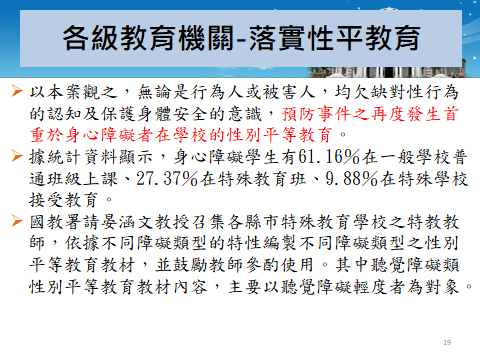 各級教育機關-落實性平教育
➢以本案觀之，無論是行為人或被害人，均欠缺對性行為
的認知及保護身體安全的意識，預防事件之再度發生首
重於身心障礙者在學校的性別平等教育。
➢據統計資料顯示，身心障礙學生有61.16%在一般學校普
通班級上課、27.37%在特殊教育班、9.88%在特殊學校
接受教育。
➢國教署請晏涵文教授召集各縣市特殊教育學校之特教教
師，依據不同障礙類型的特性編製不同障礙類型之性別
平等教育教材，並鼓勵教師參酌使用。其中聽覺障礙類
性別平等教育教材內容，主要以聽覺障礙輕度者為對象。
19